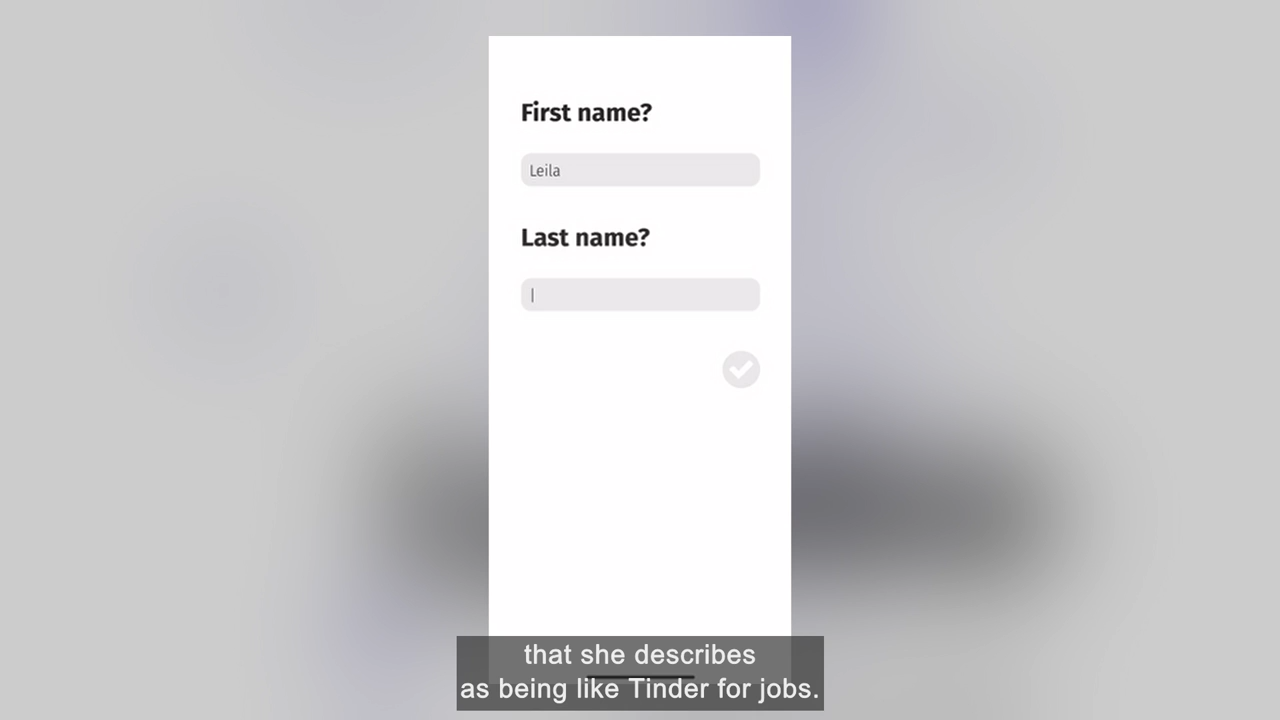 First name?
Leila
Last name?
that she describes
as being like Tinder for jobs.